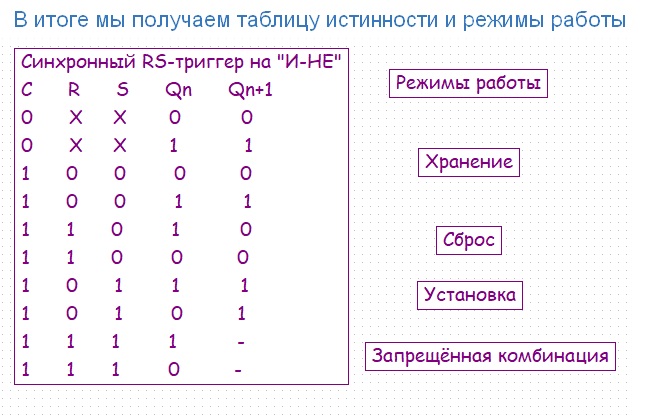 В итоге мы получаем таблицу истинности и режимы работы
Синхронный RS-триггер на "И-НЕ"
C R S Qn Qn+1
0 X X 0 0
0 X X 1 1
1 0 0 0 0
1 0 0 1 1
1 1 0 1 0
1 1 0 0 0
1 0 1 1 1
1 0 1 0 1
1 1 1 1 -
1 1 1 0 -
Режимы работы
Хранение
Сброс
Установка
Запрещённая комбинация